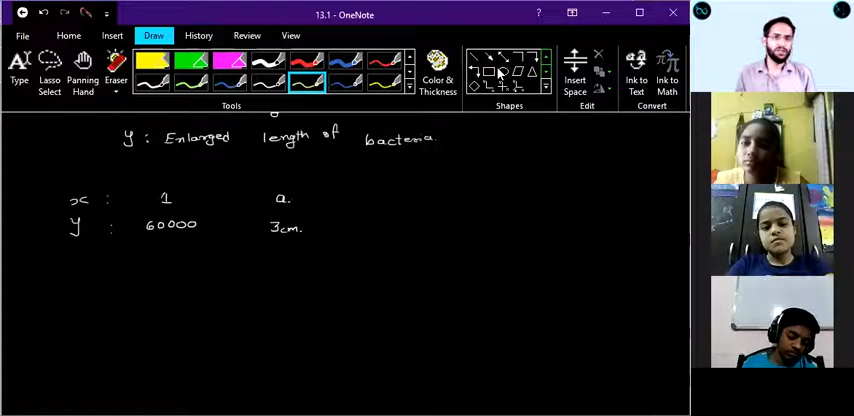 13.1 - OneNote
?
File Home Insert Draw History Review View
Type
Lasso Select
Panning Hand
Eraser
Color & Thickness
Insert Space
Ink to Text
Ink to Math
Tools Shapes Edit Convert
y : Enlarged length of bacteria.
x : 1 a.
y : 60000 3cm.